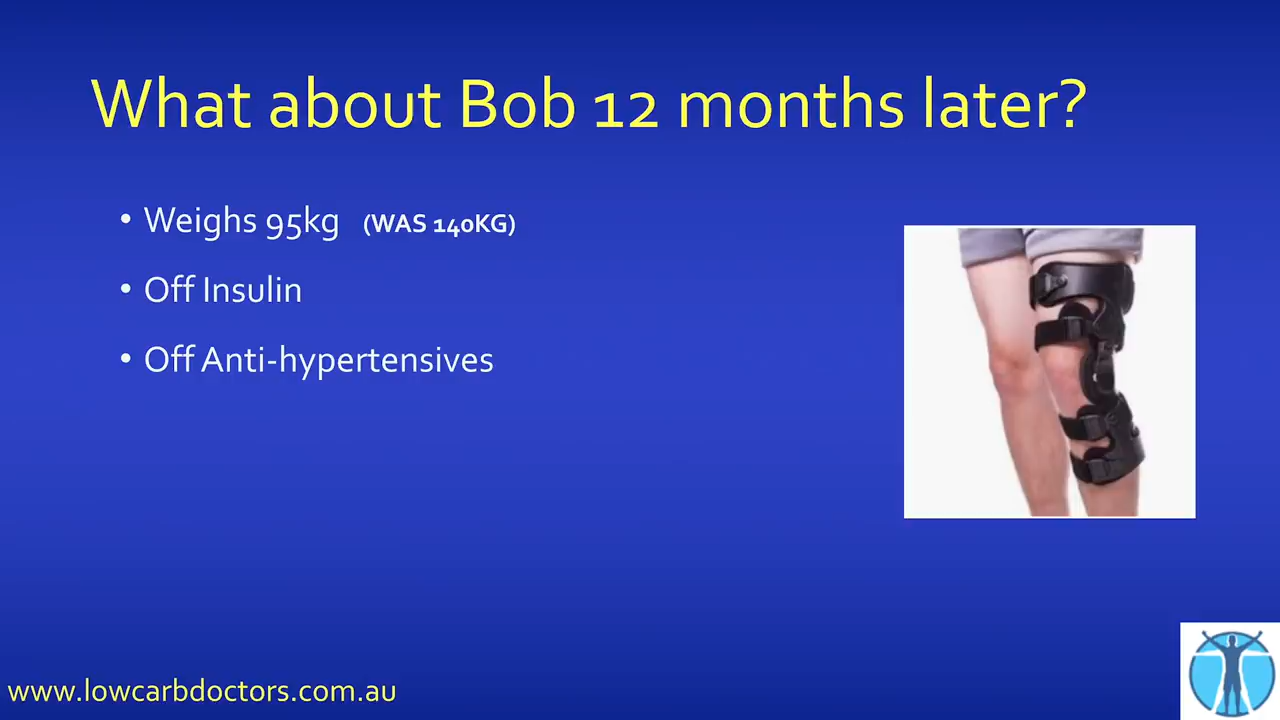 What about Bob 12 months later?
• Weighs 95kg (WAS 140KG)
• Off Insulin
• Off Anti-hypertensives
www.lowcarbdoctors.com.au